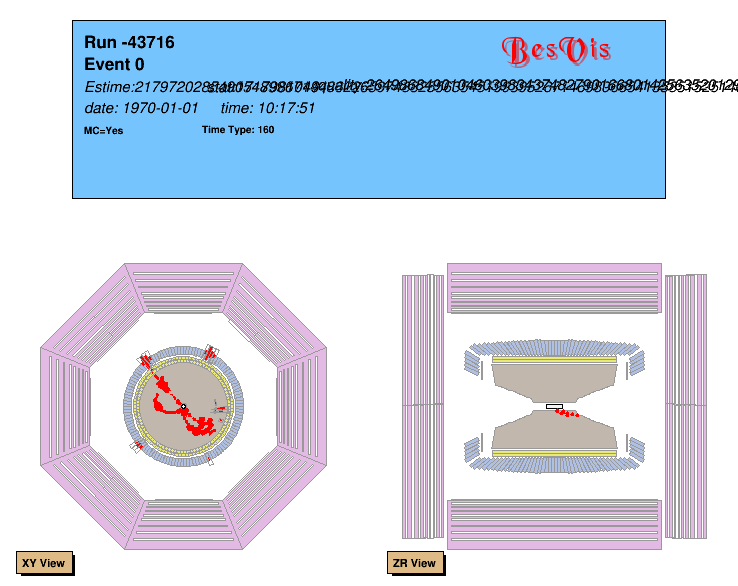 Run -43716
BesVis
Event 0
date: 1970-01-01 time: 10:17:51
MC=Yes Time Type: 160
XY View ZR View